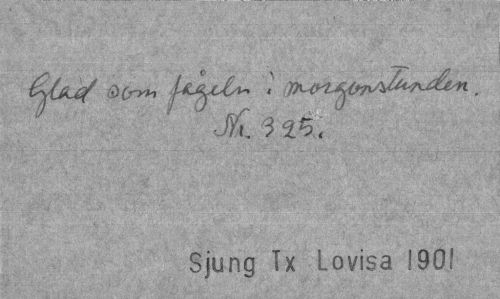 Glad som fågeln i morgonstunden.
Nr. 325.
Sjung Tx Lovisa 1901